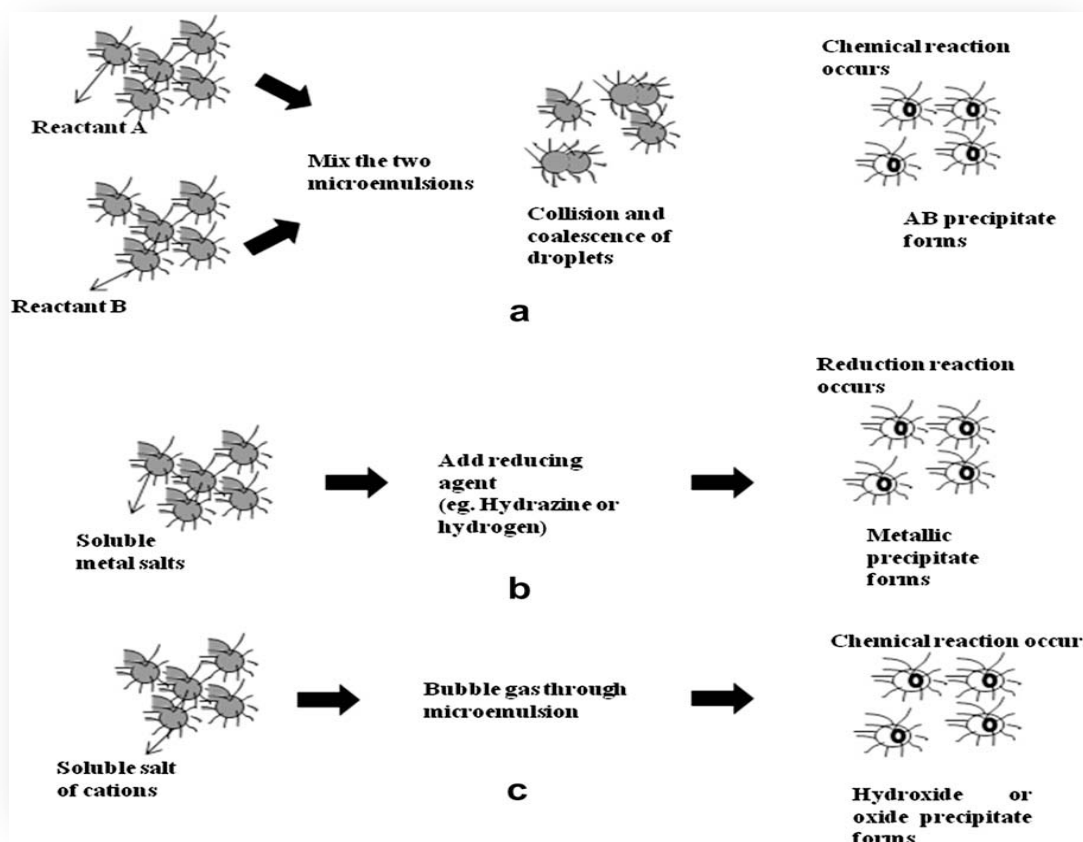 Reactant A
Mix the two
microemulsions
Collision and
coalescence of
droplets
Chemical reaction
occurs
AB precipitate
forms
Reactant B
a
Soluble
metal salts
Add reducing
agent
(eg. Hydrazine or
hydrogen)
b
Reduction reaction
occurs
Metallic
precipitate
forms
Soluble salt
of cations
Bubble gas through
microemulsion
c
Chemical reaction occur
Hydroxide or
oxide precipitate
forms